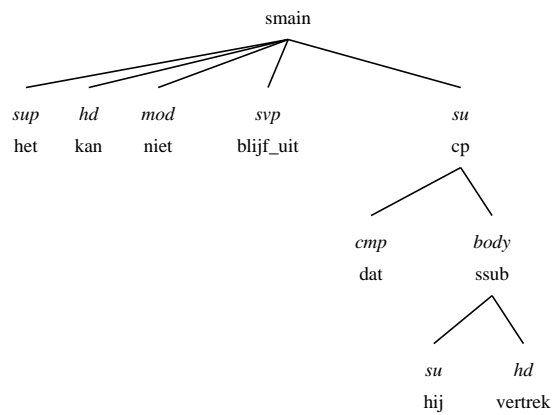 smain
sup hd mod svp su
het kan niet blijf_uit cp
cmp body
dat ssub
su hd
hij vertrek